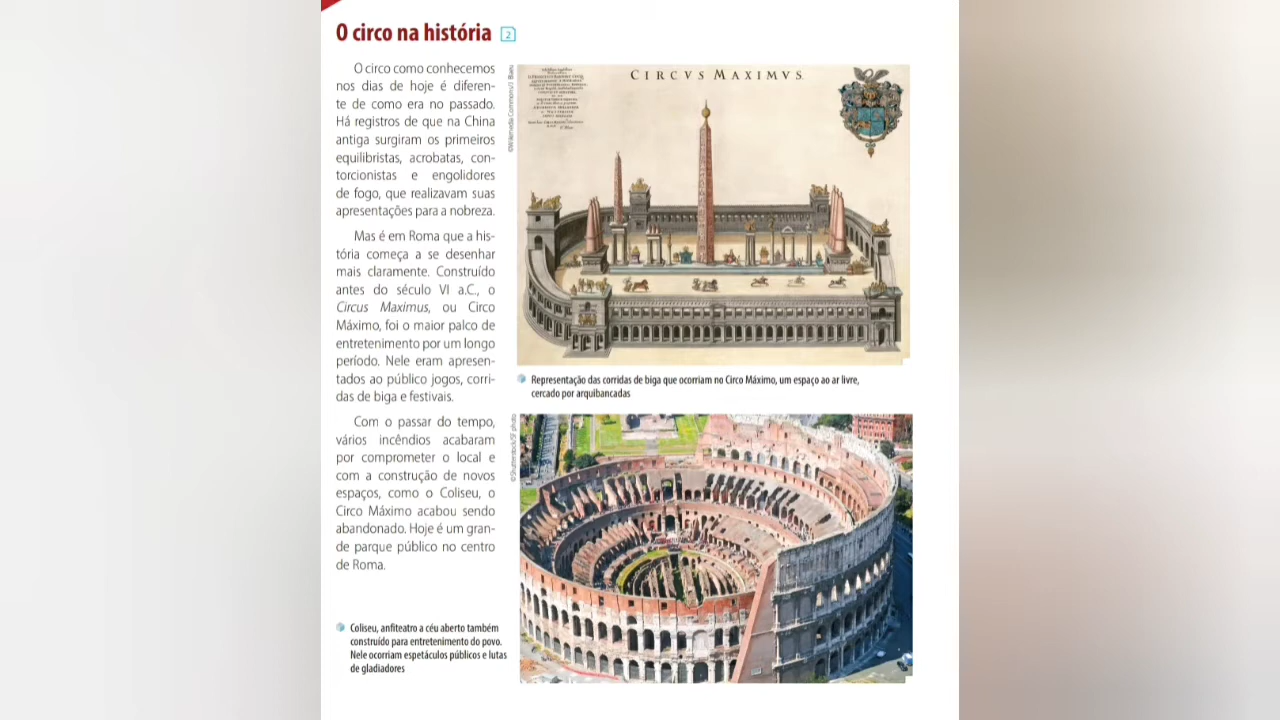 O circo na história 2
O circo como conhecemos
nos dias de hoje é diferen-
te de como era no passado.
Há registros de que na China
antiga surgiram os primeiros
equilibristas, acrobatas, con-
torcionistas e engolidores
de fogo, que realizavam suas
apresentações para a nobreza.
Mas é em Roma que a his-
tória começa a se desenhar
mais claramente. Construído
antes do século VI a.C., o
Circus Maximus, ou Circo
Máximo, foi o maior palco de
entretenimento por um longo
período. Nele eram apresen-
tados ao público jogos, corri-
das de biga e festivais.
Com o passar do tempo,
vários incêndios acabaram
por comprometer o local e
com a construção de novos
espaços, como o Coliseu, o
Circo Máximo acabou sendo
abandonado. Hoje é um gran-
de parque público no centro
de Roma.
Coliseu, anfiteatro a céu aberto também
construído para entretenimento do povo.
Nele ocorriam espetáculos públicos e lutas
de gladiadores
©Wikimedia Commons/J. Blaeu
CIRCVS MAXIMVS
Representação das corridas de biga que ocorriam no Circo Máximo, um espaço ao ar livre,
cercado por arquibancadas
©Shutterstock/SF photo